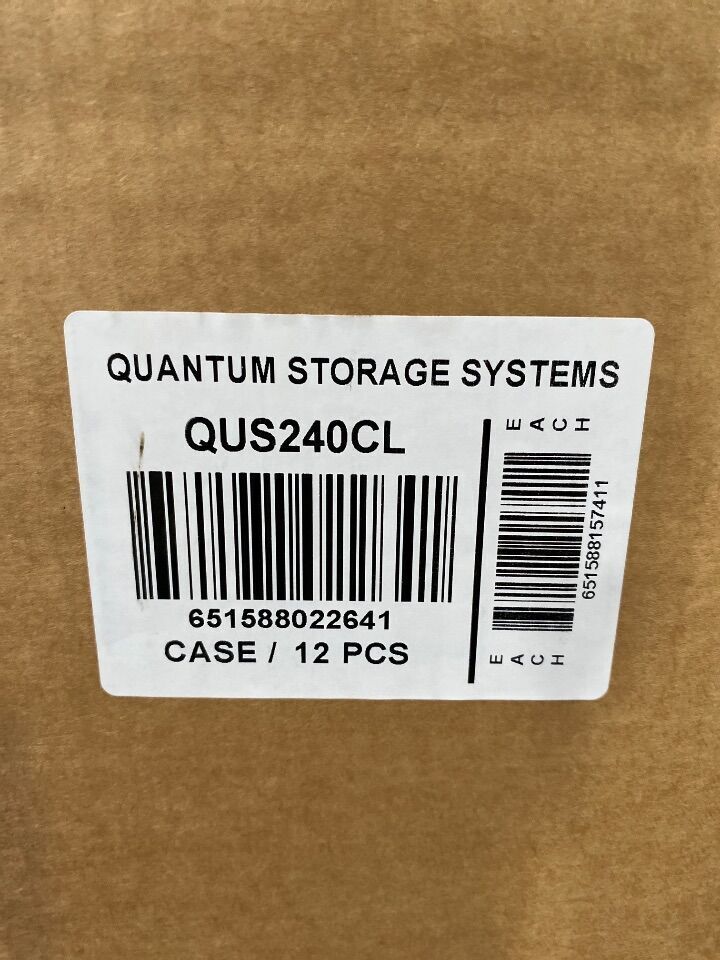 QUANTUM STORAGE SYSTEMS
QUS240CL
651588022641
CASE / 12 PCS
EACH
651588157411
EACH